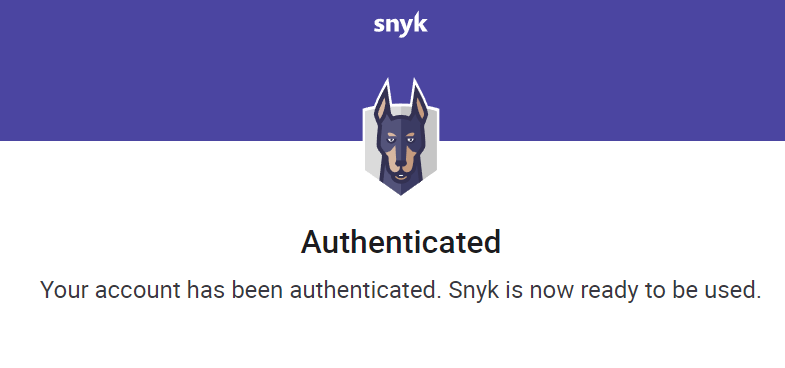 snyk
Authenticated
Your account has been authenticated. Snyk is now ready to be used.